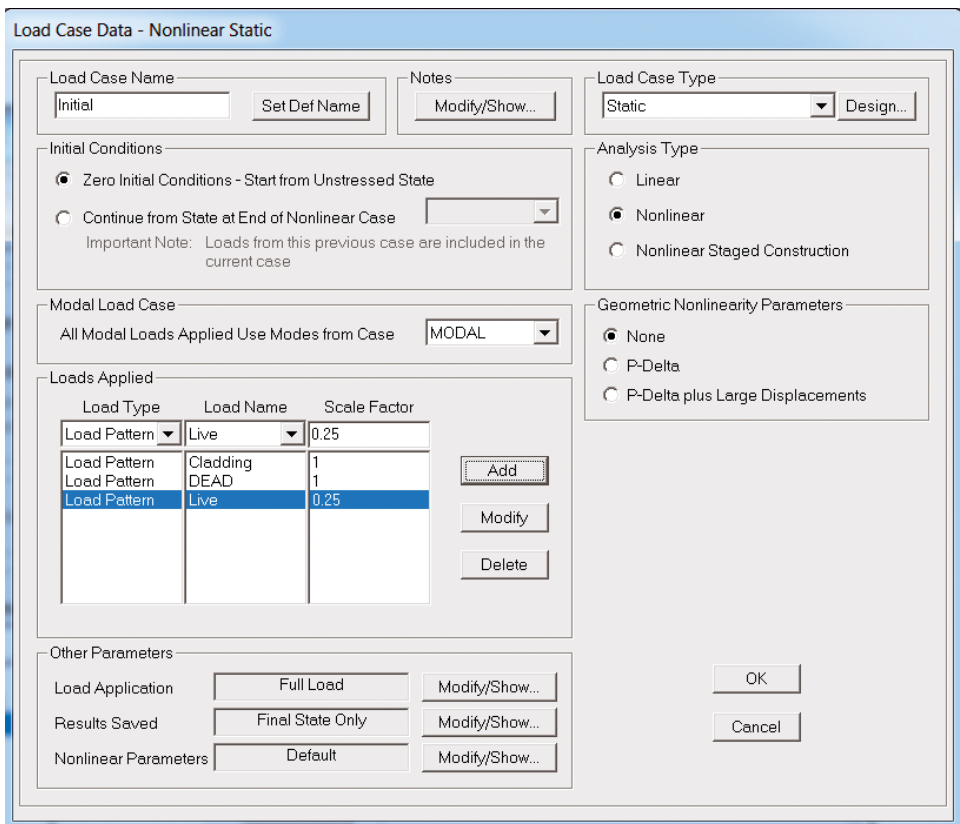 Load Case Data - Nonlinear Static
Load Case Name
Initial
Set Def Name
Notes
Modify/Show...
Load Case Type
Static
Design...
Initial Conditions
Zero Initial Conditions - Start from Unstressed State
Continue from State at End of Nonlinear Case
Important Note: Loads from this previous case are included in the
current case
Analysis Type
Linear
Nonlinear
Nonlinear Staged Construction
Modal Load Case
All Modal Loads Applied Use Modes from Case
MODAL
Geometric Nonlinearity Parameters
None
P-Delta
P-Delta plus Large Displacements
Loads Applied
Load Type Load Name Scale Factor
Load Pattern Live 0.25
Load Pattern Cladding 1
Load Pattern DEAD 1
Load Pattern Live 0.25
Add
Modify
Delete
Other Parameters
Load Application Full Load Modify/Show...
Results Saved Final State Only Modify/Show...
Nonlinear Parameters Default Modify/Show...
OK
Cancel